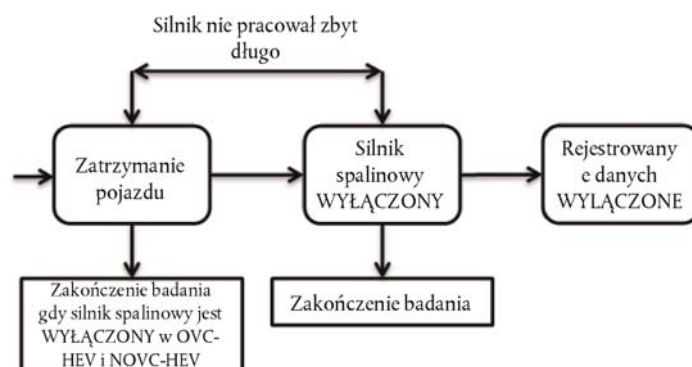 Silnik nie pracował zbyt
długo
Zatrzymanie
pojazdu
Silnik
spalinowy
WYŁĄCZONY
Rejestrowany
e danych
WYLĄCZONE
Zakończenie badania
gdy silnik spalinowy jest
WYŁĄCZONY w OVC-
HEV i NOVC-HEV
Zakończenie badania